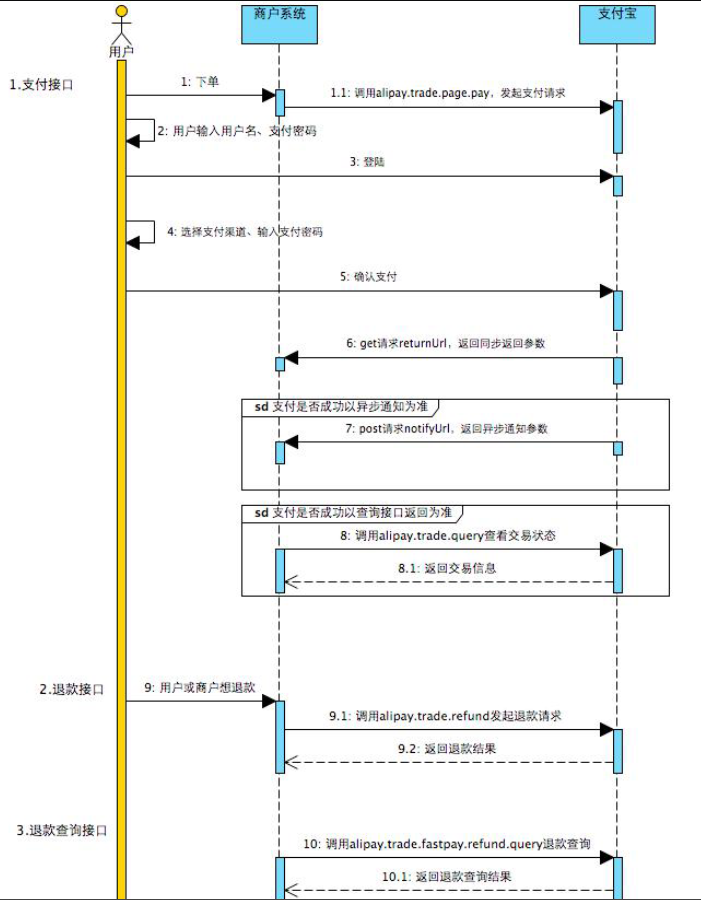 商户系统
支付宝
用户
1.支付接口
1: 下单
1.1: 调用alipay.trade.page.pay，发起支付请求
2: 用户输入用户名、支付密码
3: 登陆
4: 选择支付渠道、输入支付密码
5: 确认支付
6: get请求returnUrl，返回同步返回参数
sd 支付是否成功以异步通知为准
7: post请求notifyUrl，返回异步通知参数
sd 支付是否成功以查询接口返回为准
8: 调用alipay.trade.query查看交易状态
8.1: 返回交易信息
2.退款接口
9: 用户或商户想退款
9.1: 调用alipay.trade.refund发起退款请求
9.2: 返回退款结果
3.退款查询接口
10: 调用alipay.trade.fastpay.refund.query退款查询
10.1: 返回退款查询结果